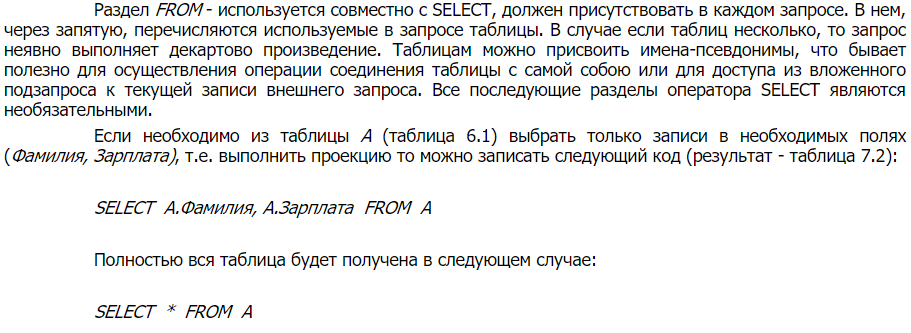 Раздел FROM - используется совместно с SELECT, должен присутствовать в каждом запросе. В нем,
через запятую, перечисляются используемые в запросе таблицы. В случае если таблиц несколько, то запрос
неявно выполняет декартово произведение. Таблицам можно присвоить имена-псевдонимы, что бывает
полезно для осуществления операции соединения таблицы с самой собою или для доступа из вложенного
подзапроса к текущей записи внешнего запроса. Все последующие разделы оператора SELECT являются
необязательными.
Если необходимо из таблицы A (таблица 6.1) выбрать только записи в необходимых полях
(Фамилия, Зарплата), т.е. выполнить проекцию то можно записать следующий код (результат - таблица 7.2):
SELECT A.Фамилия, A.Зарплата FROM A
Полностью вся таблица будет получена в следующем случае:
SELECT * FROM A